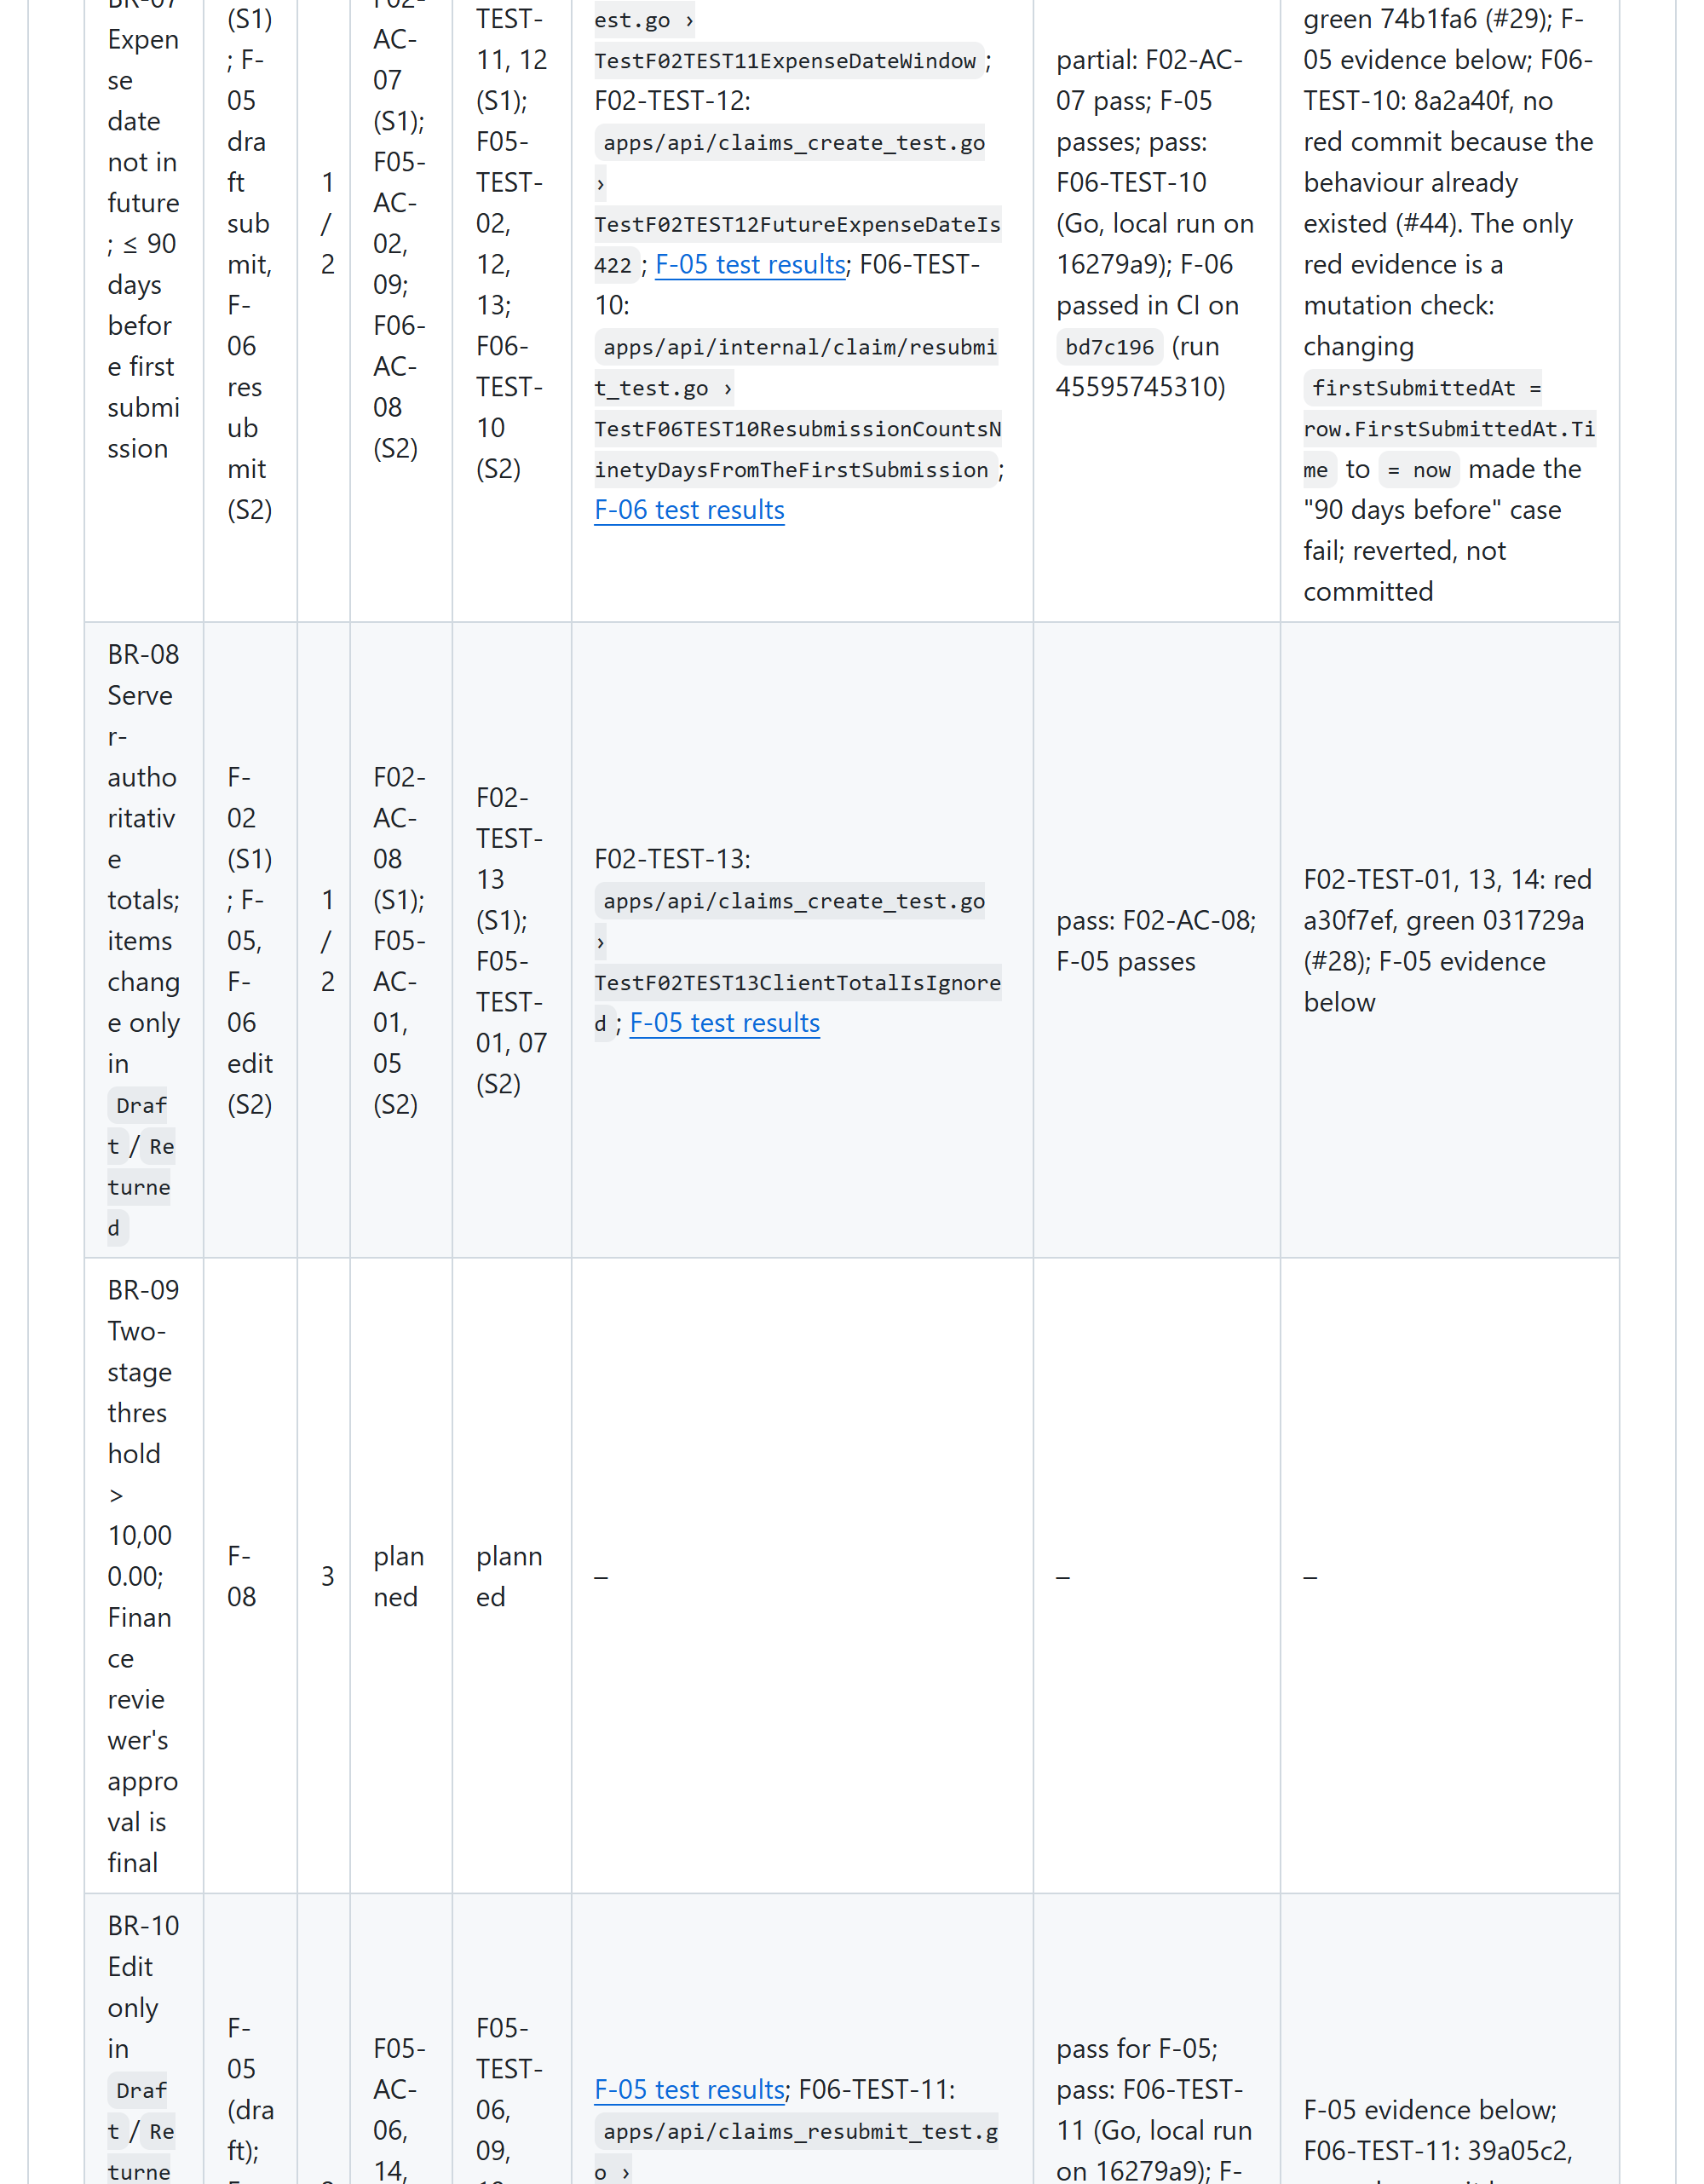 BR-07
Expen
se
date
not in
future
; ≤ 90
days
befor
e first
submi
ssion
(S1)
; F-
05
dra
ft
sub
mit,
F-
06
res
ub
mit
(S2)
1
/
2
F02-
AC-
07
(S1);
F05-
AC-
02,
09;
F06-
AC-
08
(S2)
TEST-
11, 12
(S1);
F05-
TEST-
02,
12,
13;
F06-
TEST-
10
(S2)
est.go ›
TestF02TEST11ExpenseDateWindow;
F02-TEST-12:
apps/api/claims_create_test.go
›
TestF02TEST12FutureExpenseDateIs
422; F-05 test results; F06-TEST-
10:
apps/api/internal/claim/resubmi
t_test.go ›
TestF06TEST10ResubmissionCountsN
inetyDaysFromTheFirstSubmission;
F-06 test results
partial: F02-AC-
07 pass; F-05
passes; pass:
F06-TEST-10
(Go, local run on
16279a9); F-06
passed in CI on
bd7c196 (run
45595745310)
green 74b1fa6 (#29); F-
05 evidence below; F06-
TEST-10: 8a2a40f, no
red commit because the
behaviour already
existed (#44). The only
red evidence is a
mutation check:
changing
firstSubmittedAt =
row.FirstSubmittedAt.Ti
me to = now made the
"90 days before" case
fail; reverted, not
committed
BR-08
Serve
r-
autho
ritativ
e
totals;
items
chang
e only
in
Draf
t/Re
turne
d
F-
02
(S1)
; F-
05,
F-
06
edit
(S2)
1
/
2
F02-
AC-
08
(S1);
F05-
AC-
01,
05
(S2)
F02-
TEST-
13
(S1);
F05-
TEST-
01, 07
(S2)
F02-TEST-13:
apps/api/claims_create_test.go
›
TestF02TEST13ClientTotalIsIgnore
d; F-05 test results
pass: F02-AC-08;
F-05 passes
F02-TEST-01, 13, 14: red
a30f7ef, green 031729a
(#28); F-05 evidence
below
BR-09
Two-
stage
thres
hold
>
10,00
0.00;
Finan
ce
revie
wer's
appro
val is
final
F-
08
3
plan
ned
plann
ed
–
–
–
BR-10
Edit
only
in
Draf
t/Re
turne
F-
05
(dra
ft);
F05-
AC-
06,
14,
F05-
TEST-
06,
09,
F-05 test results; F06-TEST-11:
apps/api/claims_resubmit_test.g
o ›
pass for F-05;
pass: F06-TEST-
11 (Go, local run
on 16279a9); F-
F-05 evidence below;
F06-TEST-11: 39a05c2,